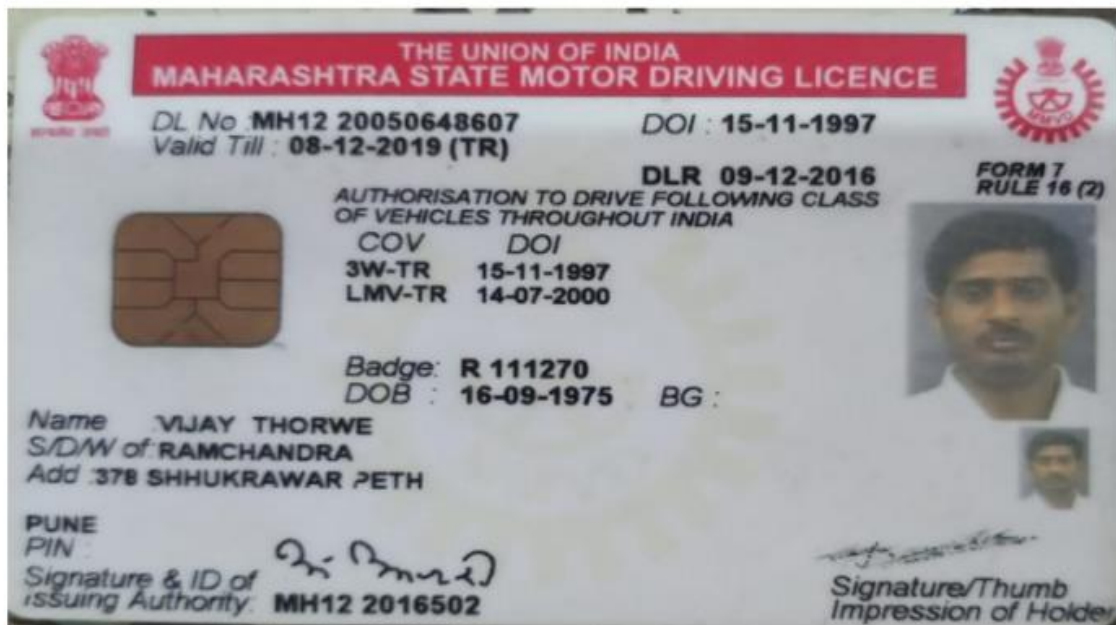 THE UNION OF INDIA
MAHARASHTRA STATE MOTOR DRIVING LICENCE
DL No : MH12 20050648607 DOI : 15-11-1997
Valid Till : 08-12-2019 (TR)
DLR 09-12-2016 FORM 7
RULE 16 (2)
AUTHORISATION TO DRIVE FOLLOWING CLASS
OF VEHICLES THROUGHOUT INDIA
COV DOI
3W-TR 15-11-1997
LMV-TR 14-07-2000
Badge: R 111270
DOB : 16-09-1975 BG :
Name :VIJAY THORWE
S/D/W of :RAMCHANDRA
Add :378 SHHUKRAWAR PETH
PUNE
PIN :
Signature & ID of
Issuing Authority: MH12 2016502
Signature/Thumb
Impression of Holder
MMVD